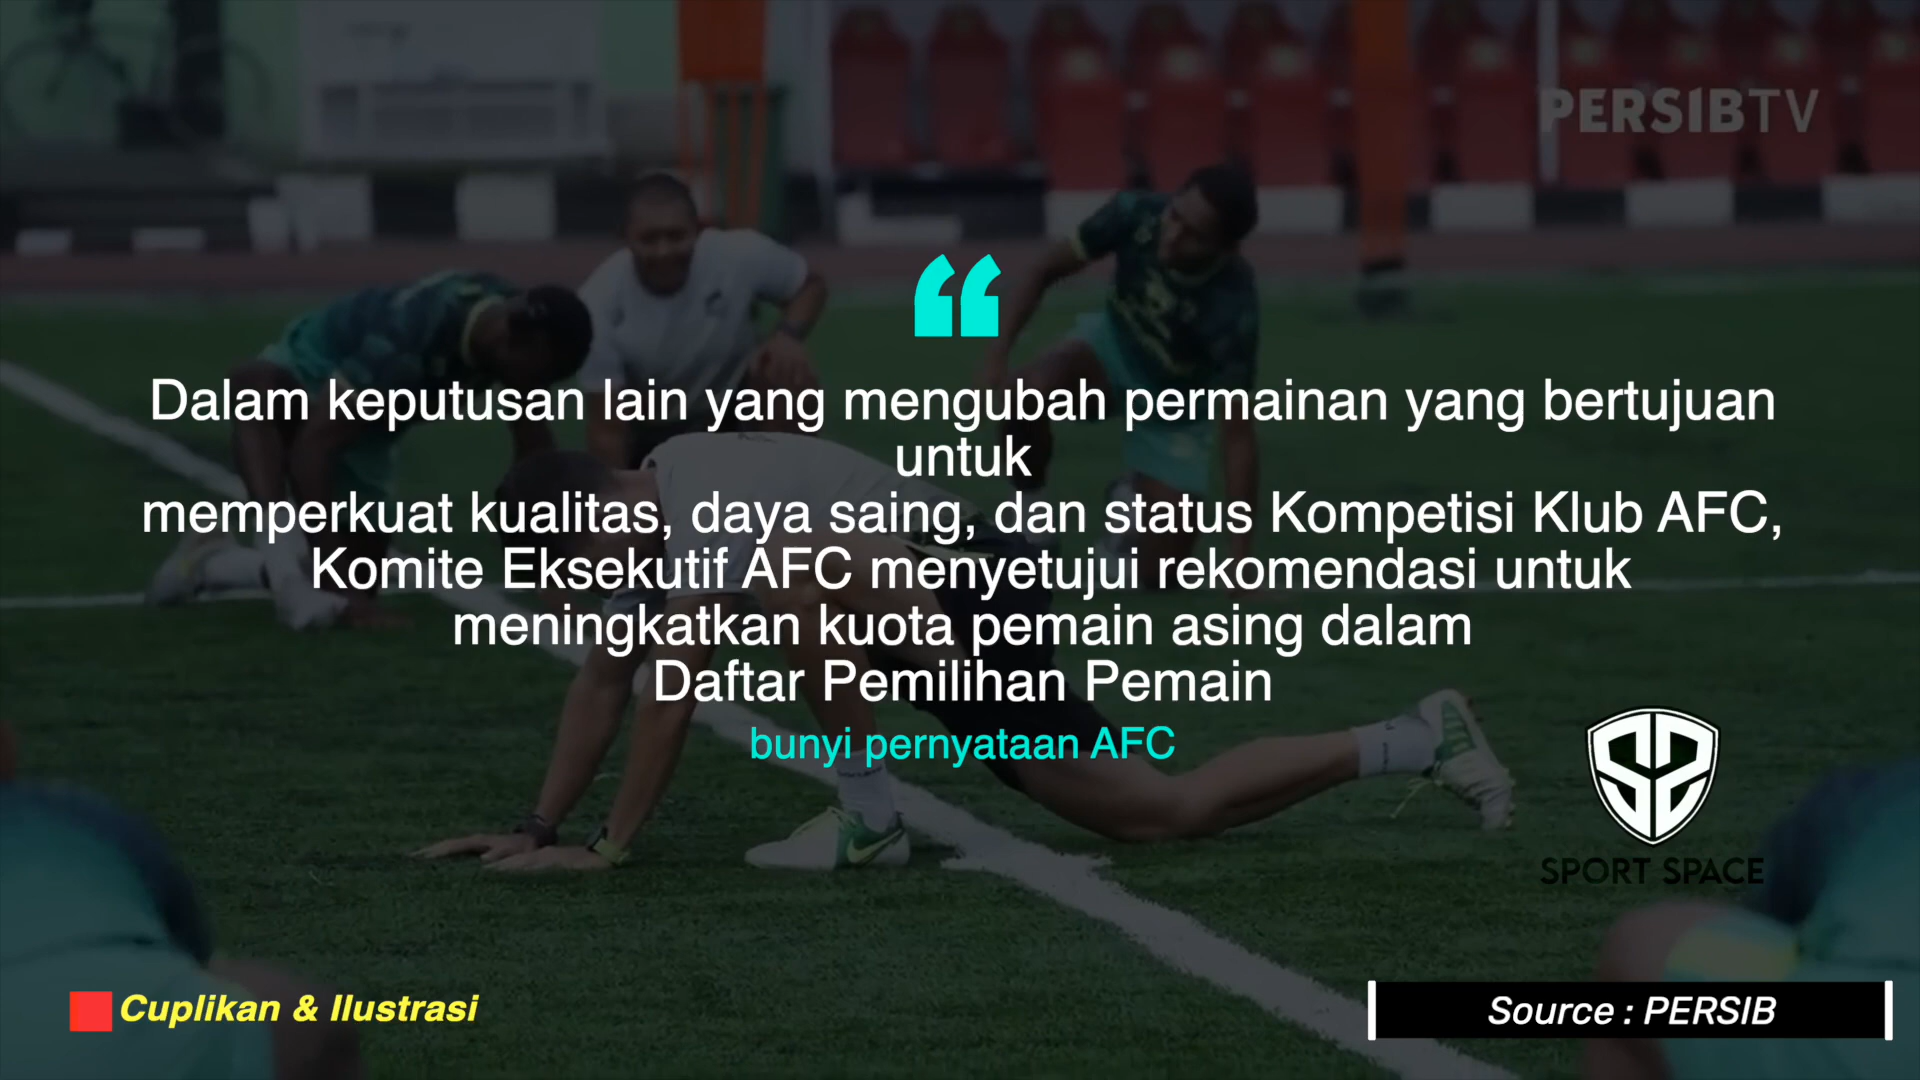 PERSIBTV
“
Dalam keputusan lain yang mengubah permainan yang bertujuan
untuk
memperkuat kualitas, daya saing, dan status Kompetisi Klub AFC,
Komite Eksekutif AFC menyetujui rekomendasi untuk
meningkatkan kuota pemain asing dalam
Daftar Pemilihan Pemain
bunyi pernyataan AFC
SS
SPORT SPACE
Cuplikan & Ilustrasi
Source : PERSIB